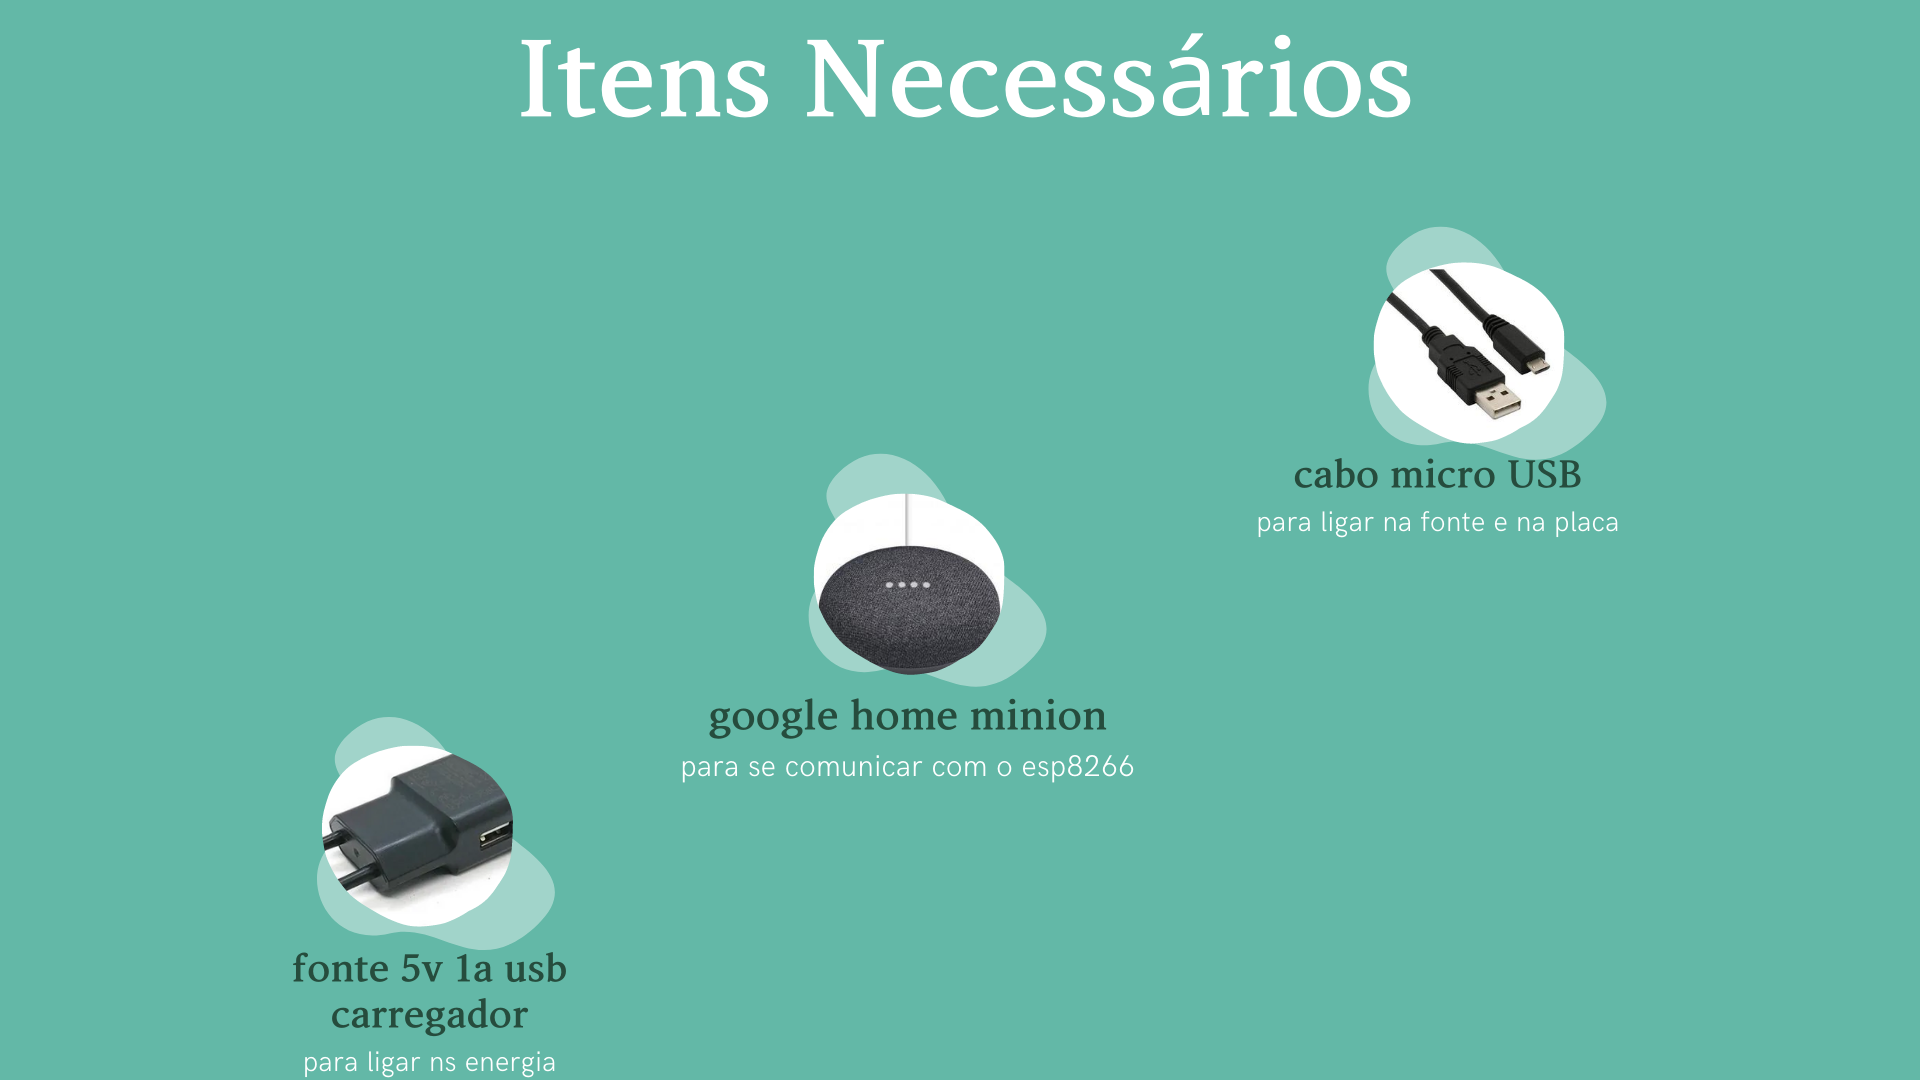 Itens Necessários
cabo micro USB
para ligar na fonte e na placa
google home minion
para se comunicar com o esp8266
fonte 5v 1a usb
carregador
para ligar ns energia